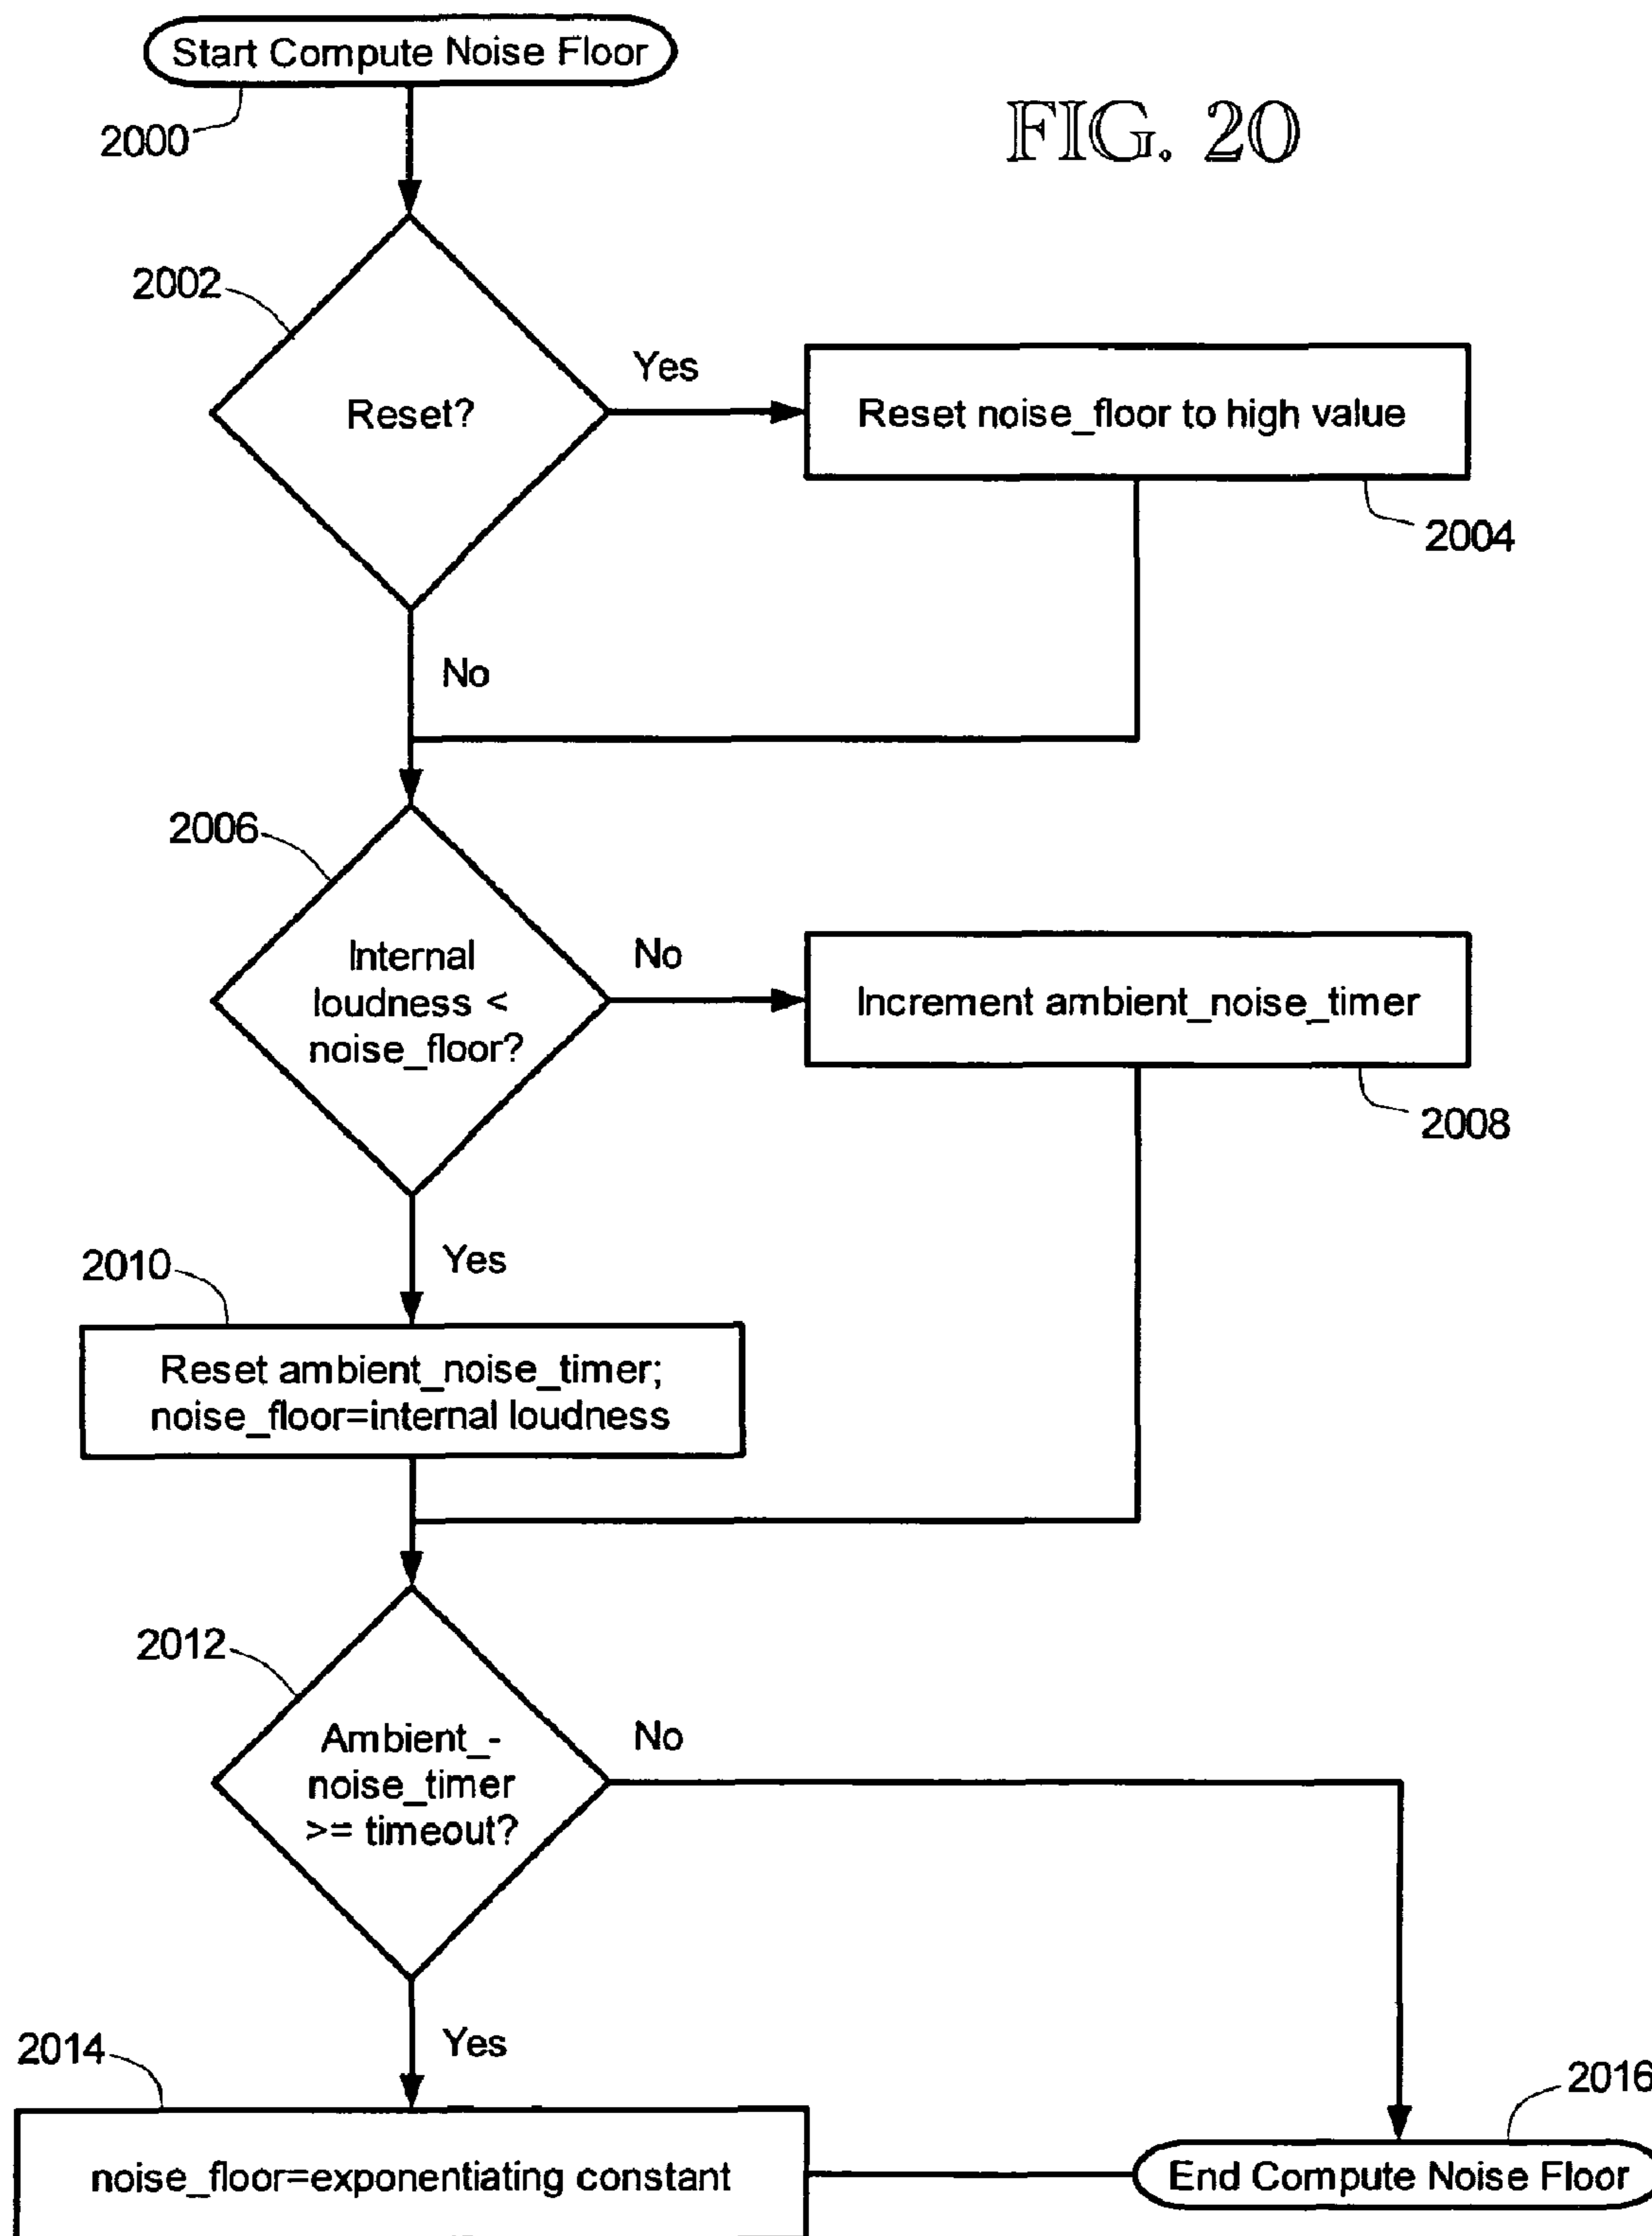 Start Compute Noise Floor
2000
FIG. 20
2002
Reset?
Yes
Reset noise_floor to high value
2004
No
2006
Internal
loudness <
noise_floor?
No
Increment ambient_noise_timer
2008
Yes
2010
Reset ambient_noise_timer;
noise_floor=internal loudness
2012
Ambient_-
noise_timer
>= timeout?
No
Yes
2014
noise_floor=exponentiating constant
2016
End Compute Noise Floor